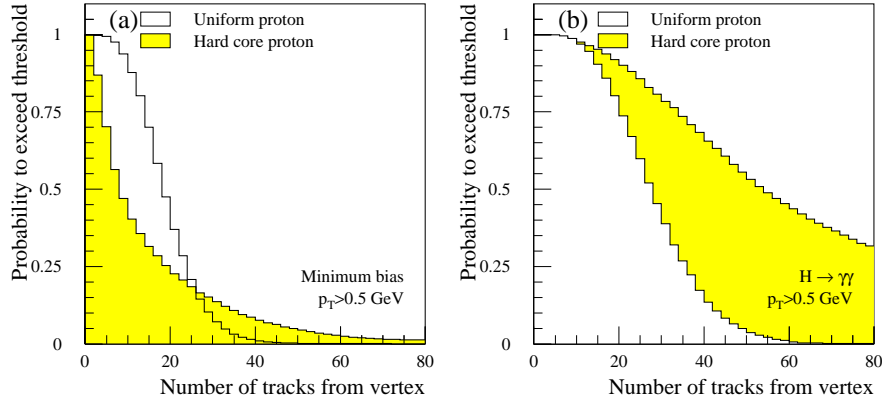 (a)
Uniform proton
Hard core proton
Probability to exceed threshold
1
0.75
0.5
0.25
0
Minimum bias
pT>0.5 GeV
0 20 40 60 80
Number of tracks from vertex
(b)
Uniform proton
Hard core proton
Probability to exceed threshold
1
0.75
0.5
0.25
0
H → γγ
pT>0.5 GeV
0 20 40 60 80
Number of tracks from vertex